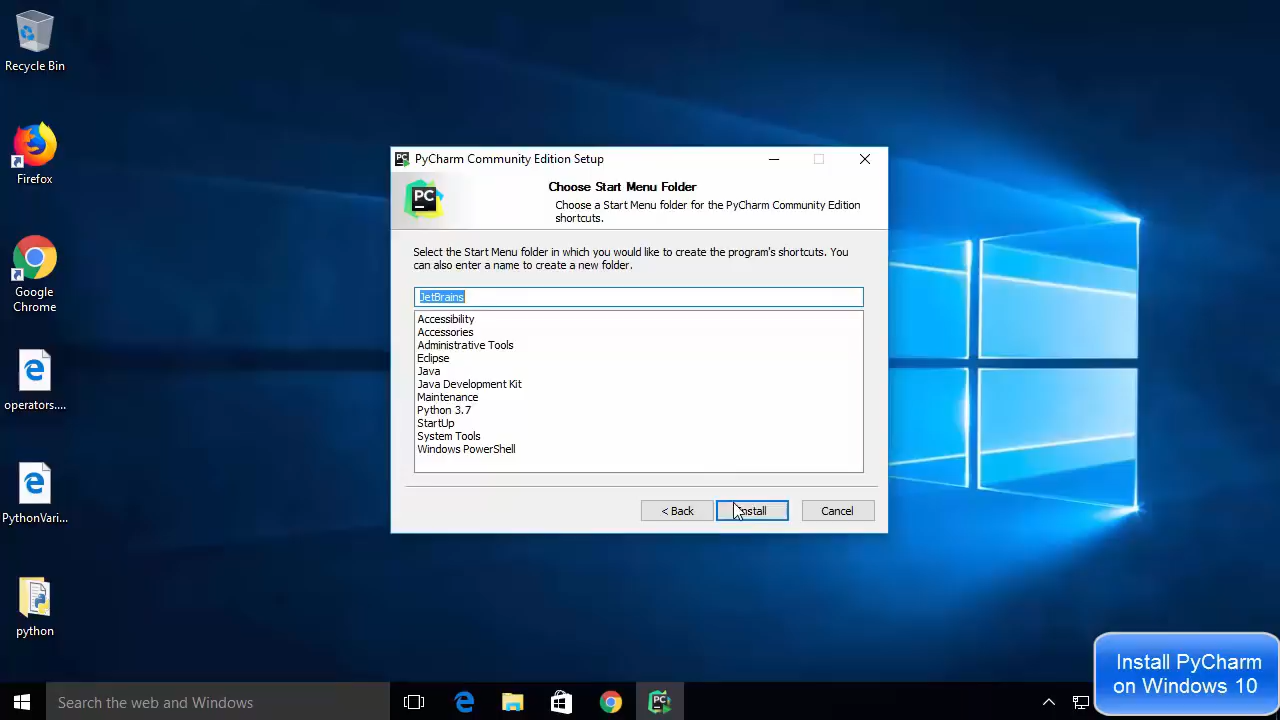 Recycle Bin
Firefox
Google
Chrome
operators....
PythonVari...
python
PC
PyCharm Community Edition Setup
PC
Choose Start Menu Folder
Choose a Start Menu folder for the PyCharm Community Edition
shortcuts.
Select the Start Menu folder in which you would like to create the program's shortcuts. You
can also enter a name to create a new folder.
JetBrains
Accessibility
Accessories
Administrative Tools
Eclipse
Java
Java Development Kit
Maintenance
Python 3.7
StartUp
System Tools
Windows PowerShell
< Back
Install
Cancel
Search the web and Windows
PC
Install PyCharm
on Windows 10